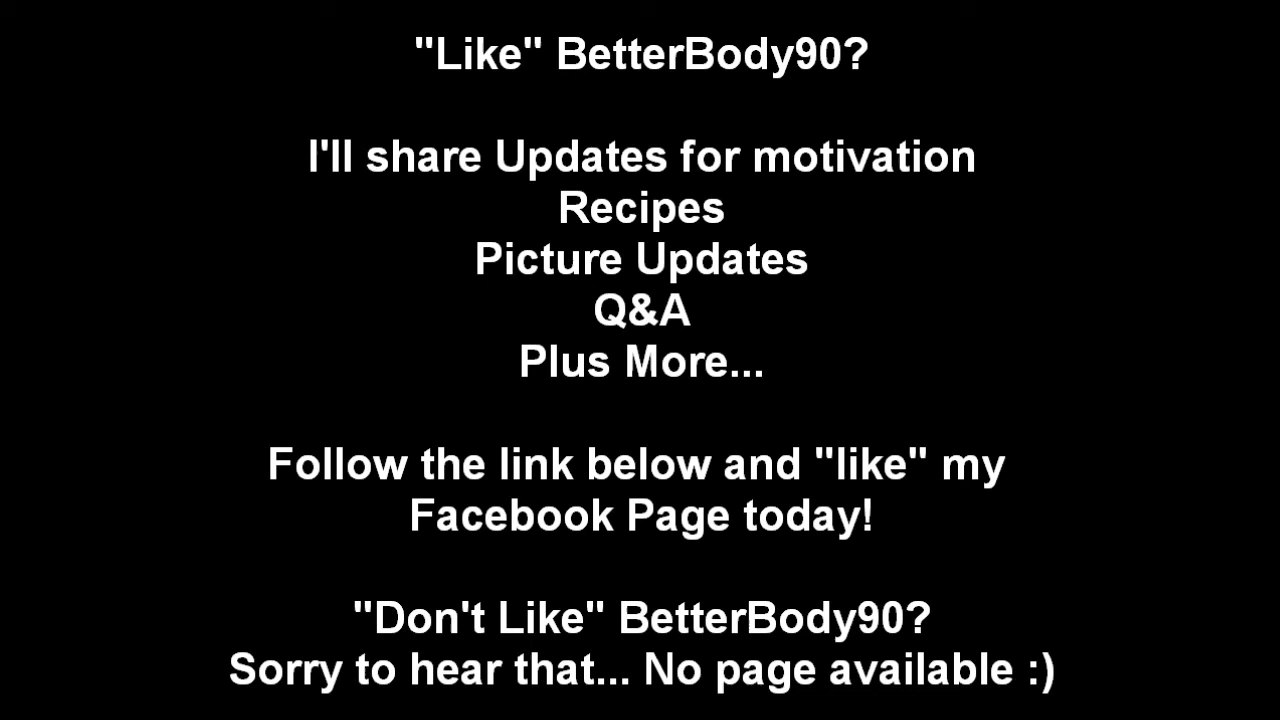 "Like" BetterBody90?
I'll share Updates for motivation
Recipes
Picture Updates
Q&A
Plus More...
Follow the link below and "like" my
Facebook Page today!
"Don't Like" BetterBody90?
Sorry to hear that... No page available :)